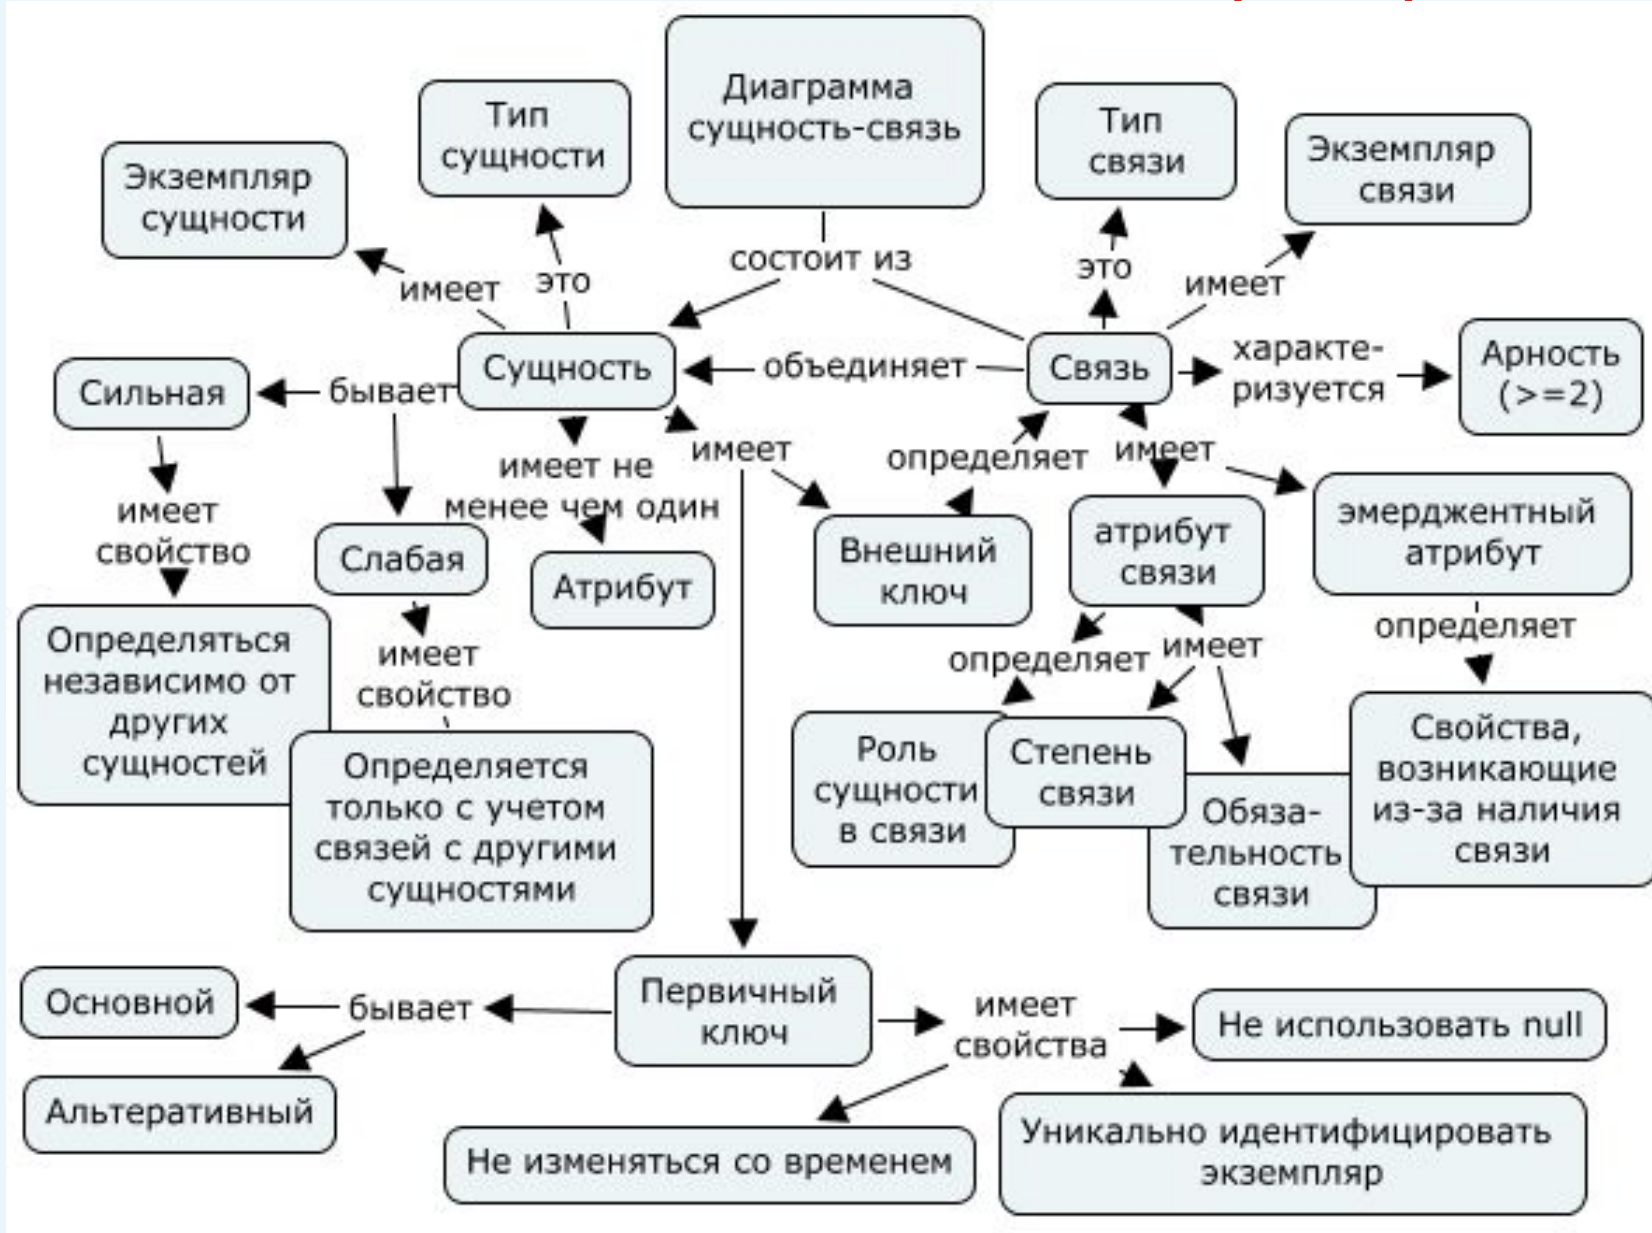 Диаграмма
сущность-связь
Тип
сущности
Тип
связи
Экземпляр
сущности
Экземпляр
связи
состоит из
имеет
это
это
имеет
Сущность
объединяет
Связь
характе-
ризуется
Арность
(>=2)
Сильная
бывает
имеет не
менее чем один
имеет
определяет
имеет
имеет
свойство
Слабая
Атрибут
Внешний
ключ
атрибут
связи
эмерджентный
атрибут
Определяться
независимо от
других
сущностей
имеет
свойство
определяет
имеет
определяет
Определяется
только с учетом
связей с другими
сущностями
Роль
сущности
в связи
Степень
связи
Обяза-
тельность
связи
Свойства,
возникающие
из-за наличия
связи
Основной
бывает
Первичный
ключ
имеет
свойства
Не использовать null
Альтеративный
Не изменяться со временем
Уникально идентифицировать
экземпляр